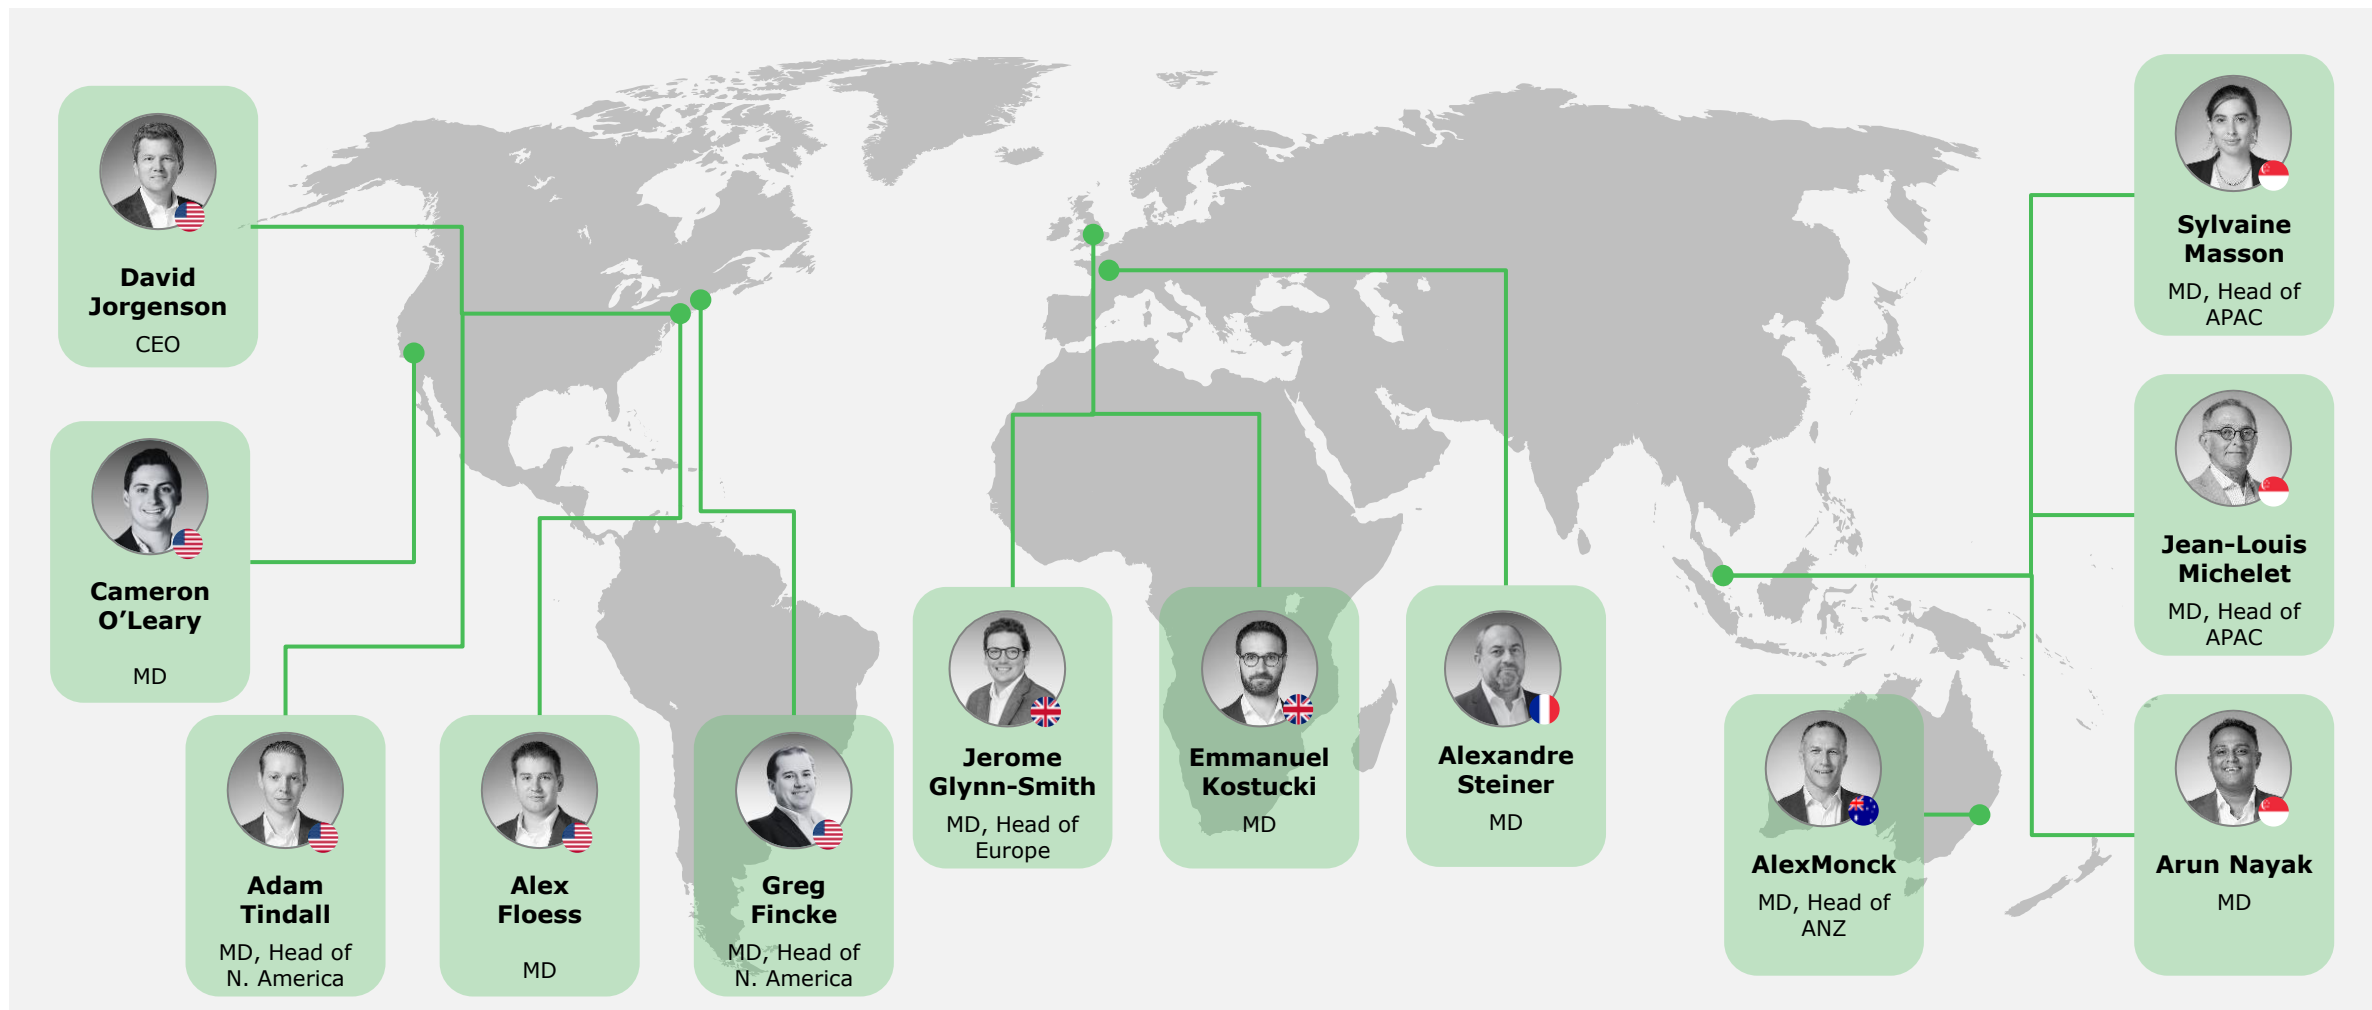 David
Jorgenson
CEO
Cameron
O’Leary
MD
Adam
Tindall
MD, Head of
N. America
Alex
Floess
MD
Greg
Fincke
MD, Head of
N. America
Jerome
Glynn-Smith
MD, Head of
Europe
Emmanuel
Kostucki
MD
Alexandre
Steiner
MD
AlexMonck
MD, Head of
ANZ
Sylvaine
Masson
MD, Head of
APAC
Jean-Louis
Michelet
MD, Head of
APAC
Arun Nayak
MD